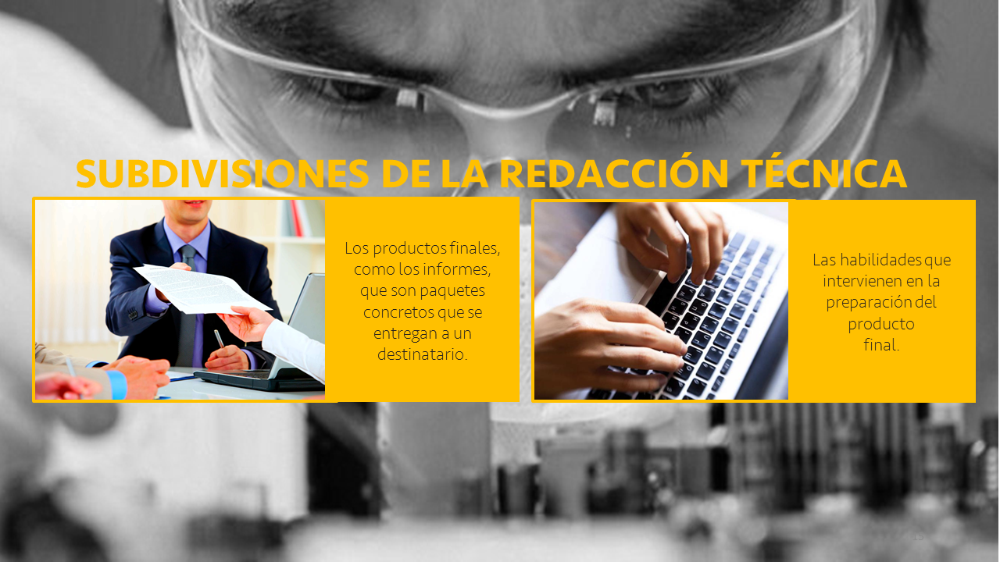 SUBDIVISIONES DE LA REDACCIÓN TÉCNICA
Los productos finales,
como los informes,
que son paquetes
concretos que se
entregan a un
destinatario.
Las habilidades que
intervienen en la
preparación del
producto
final.